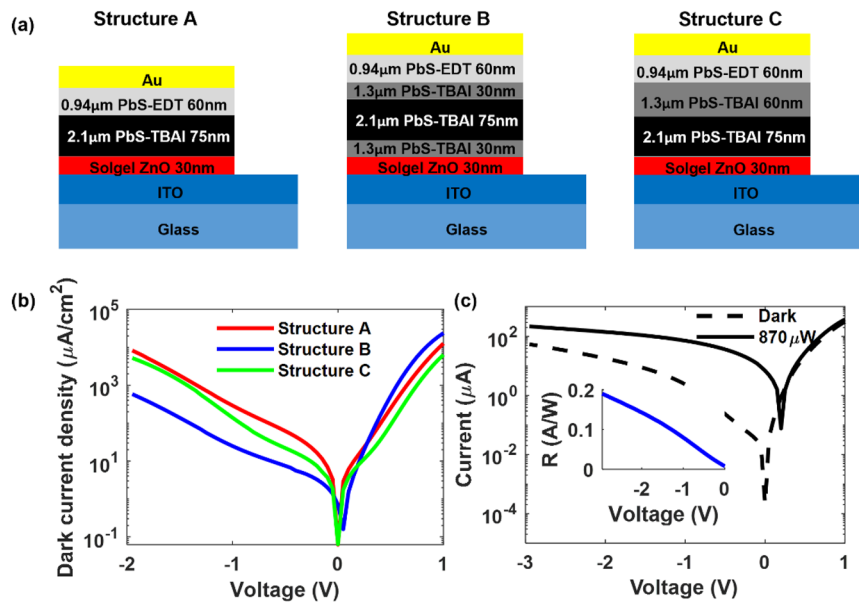 (a)
Structure A
Structure B
Structure C
Au
0.94μm PbS-EDT 60nm
2.1μm PbS-TBAI 75nm
Solgel ZnO 30nm
ITO
Glass
Au
0.94μm PbS-EDT 60nm
1.3μm PbS-TBAI 30nm
2.1μm PbS-TBAI 75nm
1.3μm PbS-TBAI 30nm
Solgel ZnO 30nm
ITO
Glass
Au
0.94μm PbS-EDT 60nm
1.3μm PbS-TBAI 60nm
2.1μm PbS-TBAI 75nm
Solgel ZnO 30nm
ITO
Glass
(b)
Dark current density (μA/cm²)
10⁵
10³
10¹
10⁻¹
Structure A
Structure B
Structure C
-2
-1
0
1
Voltage (V)
(c)
Current (μA)
10²
10⁰
10⁻²
10⁻⁴
Dark
870μW
R (A/W)
0.2
0.1
0
-2
-1
0
Voltage (V)
-3
-2
-1
0
1
Voltage (V)